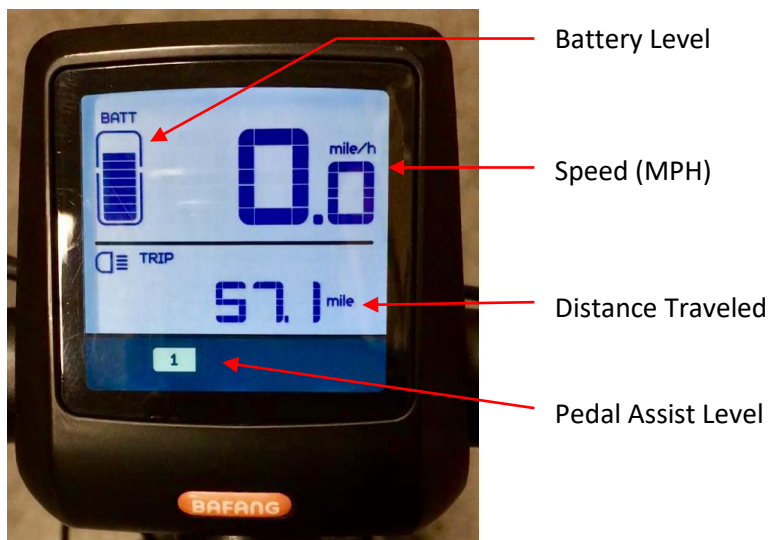 Battery Level
BATT
mile/h
0.0
Speed (MPH)
TRIP
57.1 mile
Distance Traveled
1
Pedal Assist Level
BAFANG